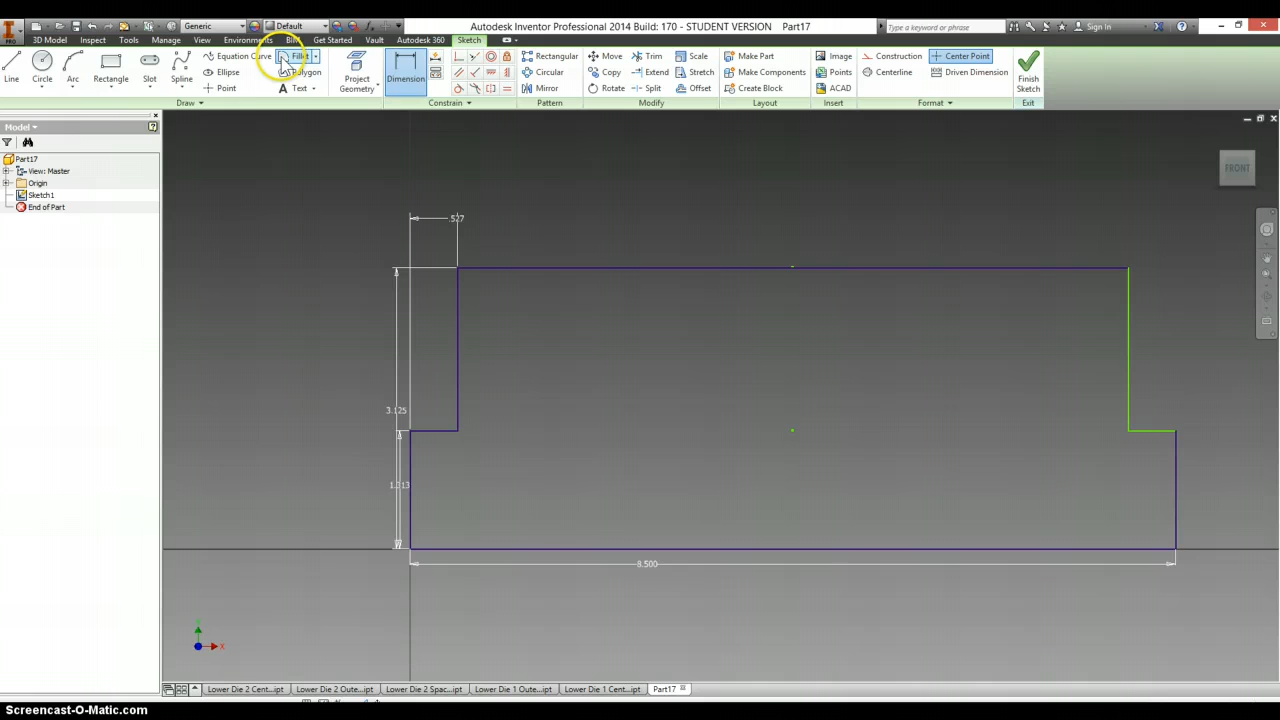 Generic Default Autodesk Inventor Professional 2014 Build: 170 - STUDENT VERSION Part17 Type a keyword or phrase Sign In
PRO 3D Model Inspect Tools Manage View Environments BIM Get Started Vault Autodesk 360 Sketch
Equation Curve Fillet Rectangular Move Trim Scale Make Part Image Construction Center Point
Line Circle Arc Rectangle Slot Spline Ellipse Polygon Project Geometry Dimension Circular Copy Extend Stretch Make Components Points Centerline Driven Dimension Finish Sketch
Point Text Mirror Rotate Split Offset Create Block ACAD
Draw Constrain Pattern Modify Layout Insert Format Exit
Model
Part17
View: Master
Origin
Sketch1
End of Part
FRONT
.527
3.125
1.313
8.500
X
Lower Die 2 Cent...ipt Lower Die 2 Oute...ipt Lower Die 2 Spac...ipt Lower Die 1 Oute...ipt Lower Die 1 Cent...ipt Part17
Screencast-O-Matic.com